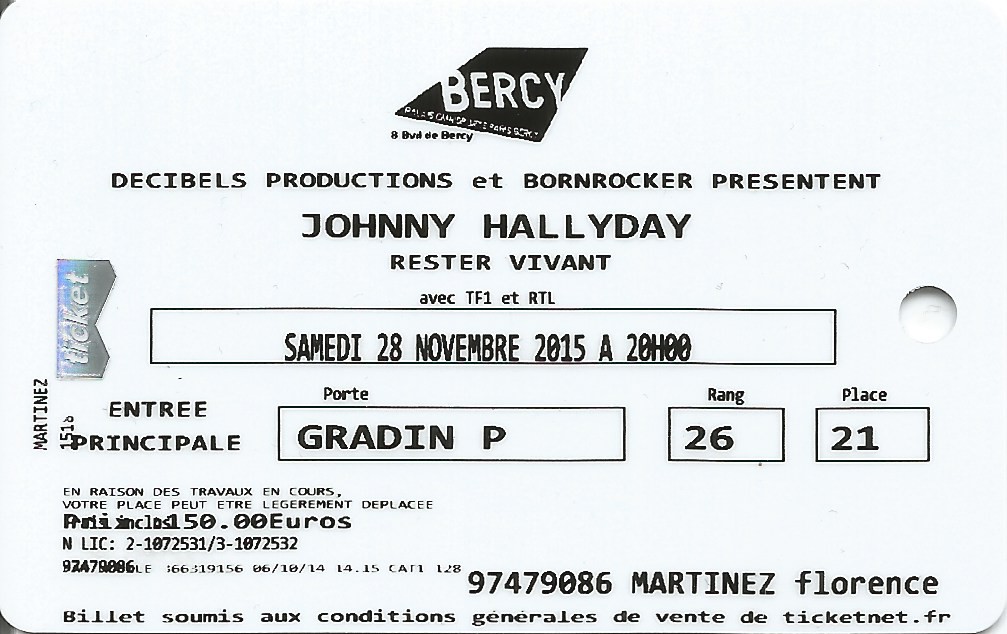 BERCY
8 Bvd de Bercy
DECIBELS PRODUCTIONS et BORNROCKER PRESENTENT
JOHNNY HALLYDAY
RESTER VIVANT
avec TF1 et RTL
ticket
SAMEDI 28 NOVEMBRE 2015 A 20H00
MARTINEZ
Porte Rang Place
ENTREE
PRINCIPALE
GRADIN P 26 21
EN RAISON DES TRAVAUX EN COURS,
VOTRE PLACE PEUT ETRE LEGEREMENT DEPLACEE
150.00Euros
N LIC: 2-1072531/3-1072532
97479086 366319156 06/10/14 14.15 CAT1 128
97479086 MARTINEZ florence
Billet soumis aux conditions générales de vente de ticketnet.fr